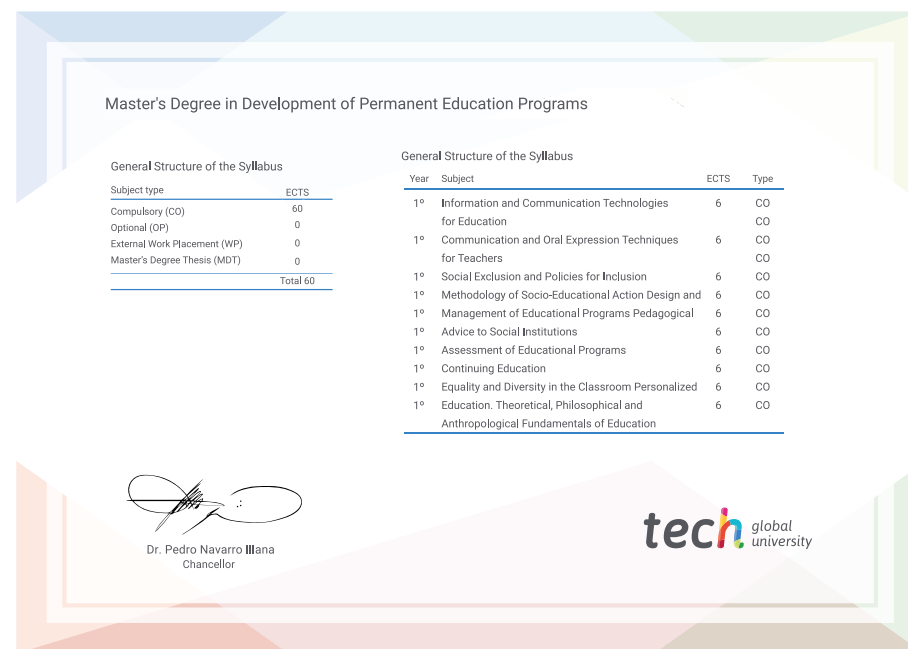 Master's Degree in Development of Permanent Education Programs
General Structure of the Syllabus
Subject type ECTS
Compulsory (CO) 60
Optional (OP) 0
External Work Placement (WP) 0
Master's Degree Thesis (MDT) 0
Total 60
General Structure of the Syllabus
Year Subject ECTS Type
1º Information and Communication Technologies 6 CO
for Education CO
1º Communication and Oral Expression Techniques 6 CO
for Teachers CO
1º Social Exclusion and Policies for Inclusion 6 CO
1º Methodology of Socio-Educational Action Design and 6 CO
1º Management of Educational Programs Pedagogical 6 CO
1º Advice to Social Institutions 6 CO
1º Assessment of Educational Programs 6 CO
1º Continuing Education 6 CO
1º Equality and Diversity in the Classroom Personalized 6 CO
1º Education. Theoretical, Philosophical and 6 CO
Anthropological Fundamentals of Education
Dr. Pedro Navarro Illana
Chancellor
tech global
university